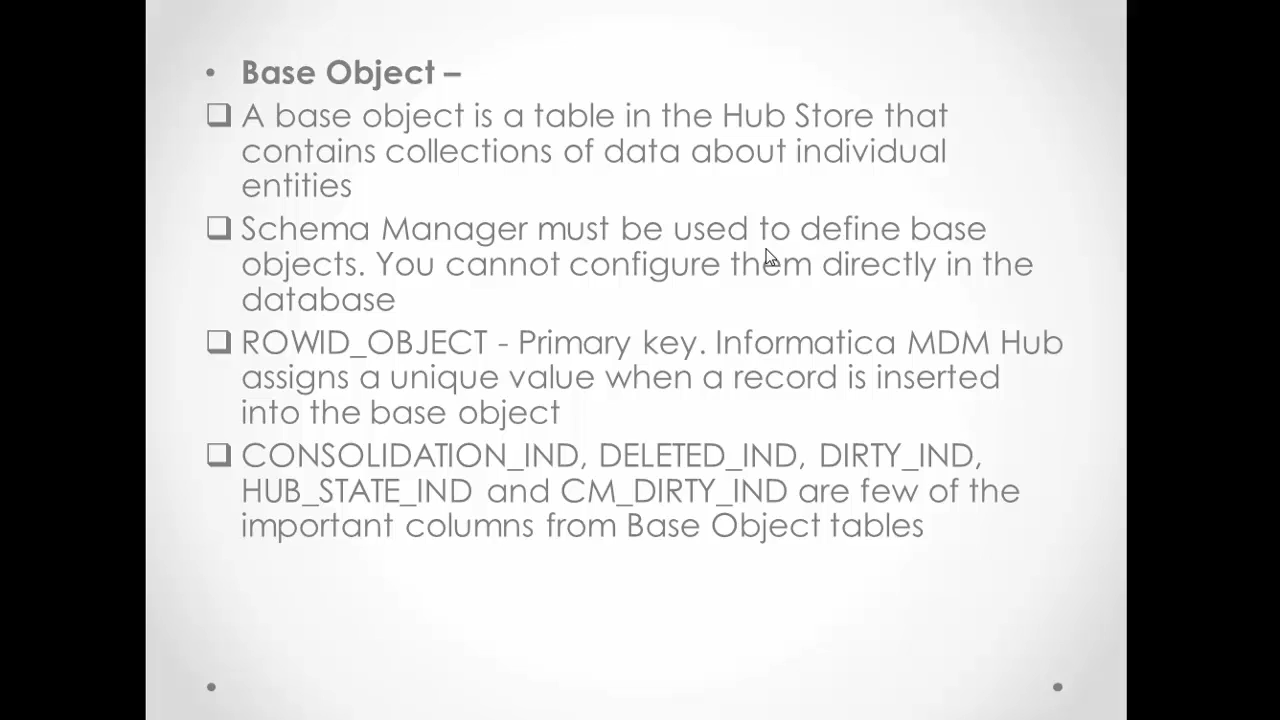 • Base Object –
❑ A base object is a table in the Hub Store that
contains collections of data about individual
entities
❑ Schema Manager must be used to define base
objects. You cannot configure them directly in the
database
❑ ROWID_OBJECT - Primary key. Informatica MDM Hub
assigns a unique value when a record is inserted
into the base object
❑ CONSOLIDATION_IND, DELETED_IND, DIRTY_IND,
HUB_STATE_IND and CM_DIRTY_IND are few of the
important columns from Base Object tables